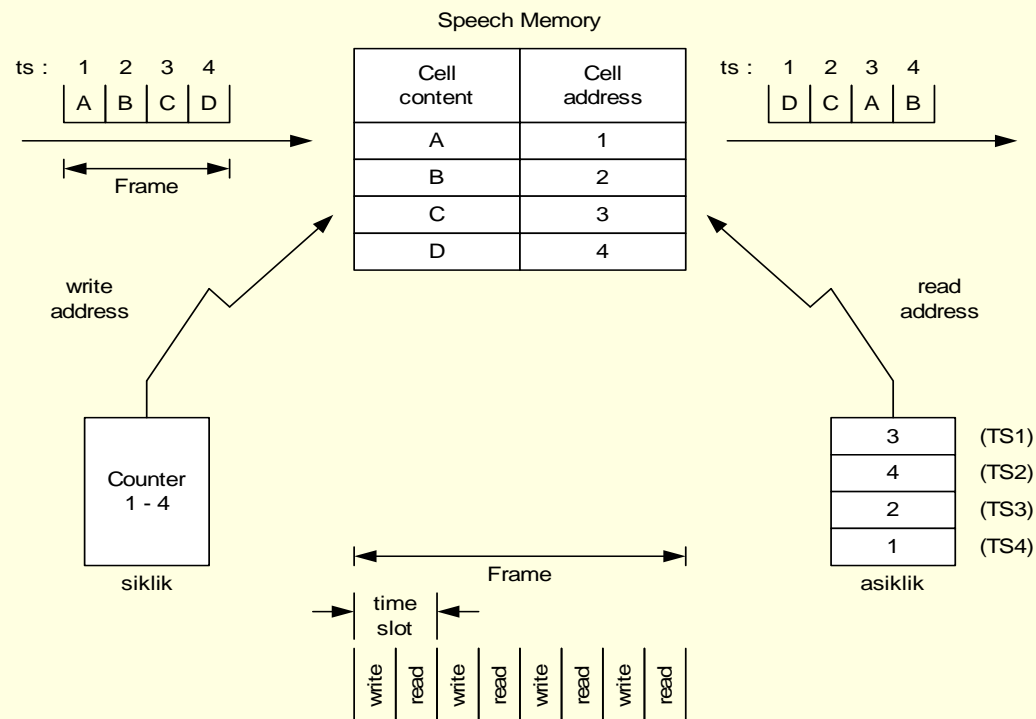 Speech Memory
ts : 1 2 3 4
A B C D
Frame
Cell content
Cell address
A 1
B 2
C 3
D 4
ts : 1 2 3 4
D C A B
write
address
read
address
Counter
1 - 4
siklik
3 (TS1)
4 (TS2)
2 (TS3)
1 (TS4)
asiklik
Frame
time
slot
write read write read write read write read